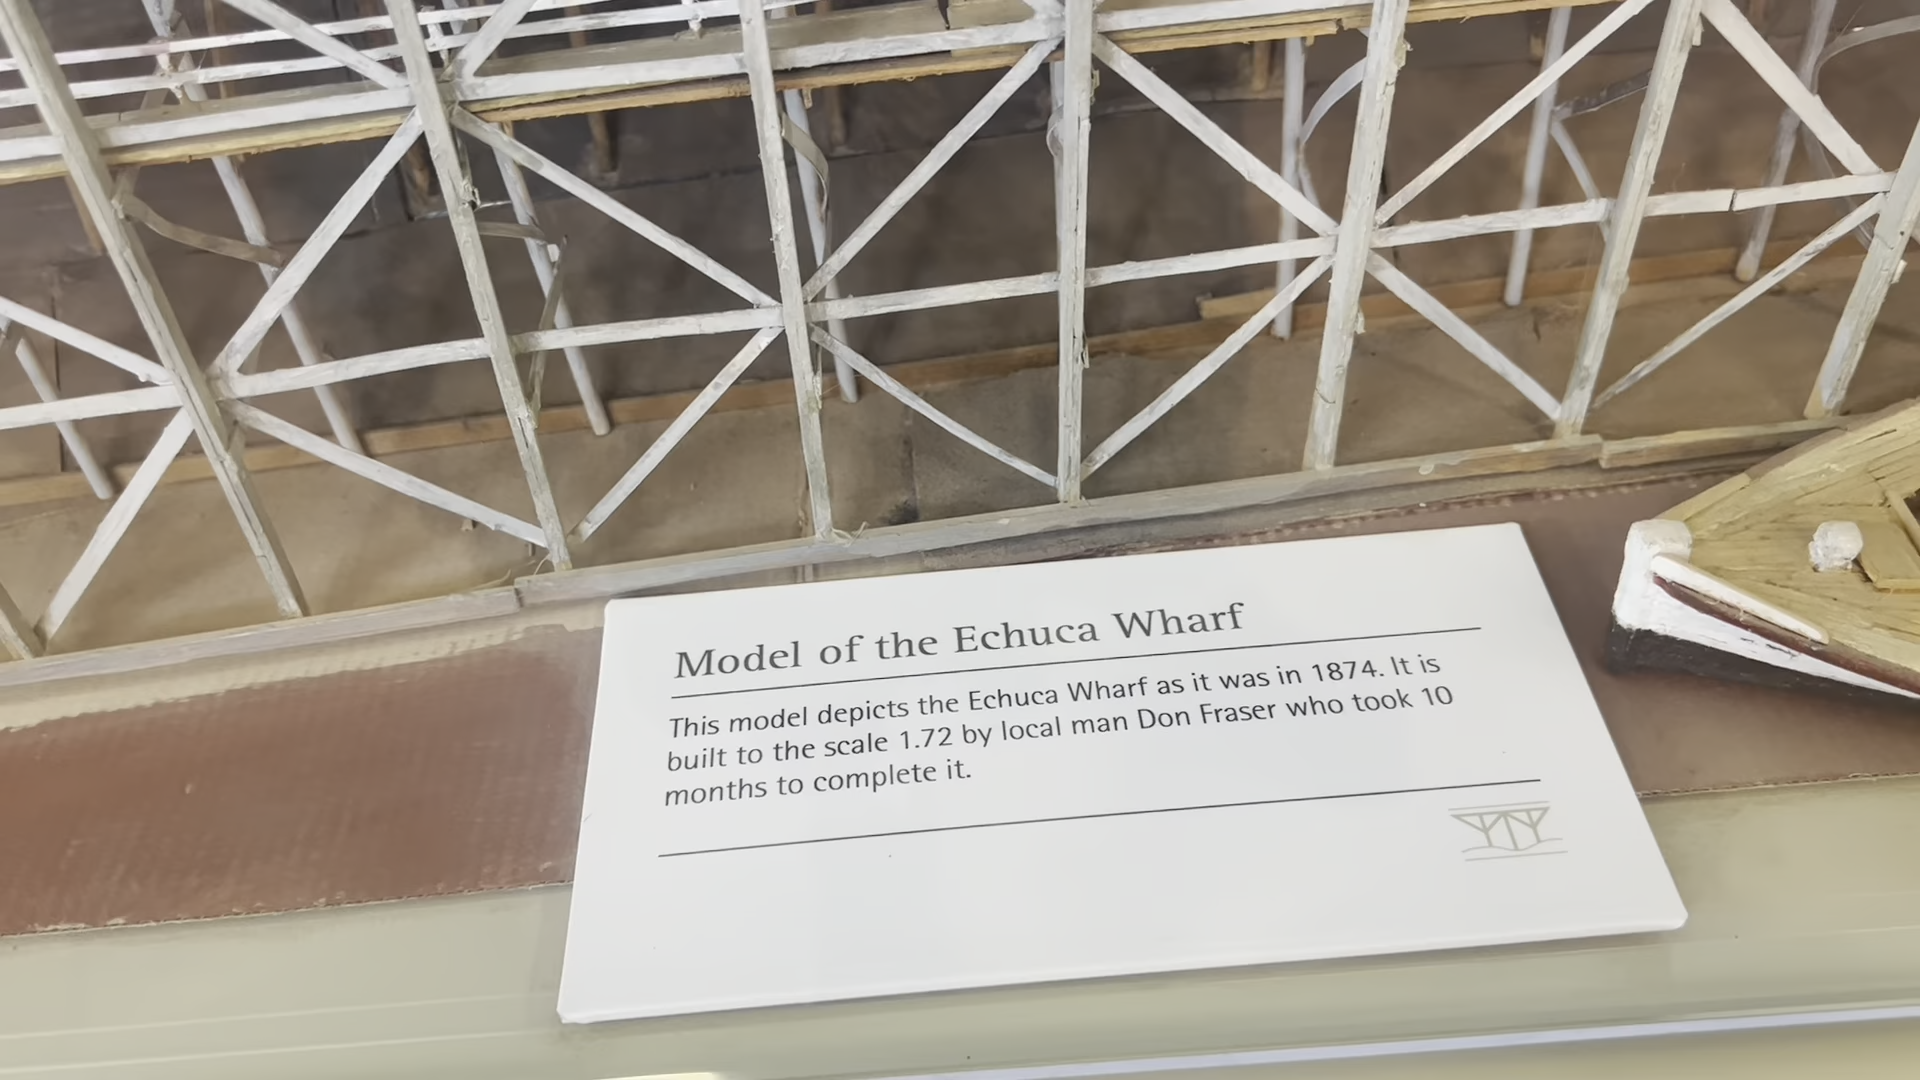 Model of the Echuca Wharf
This model depicts the Echuca Wharf as it was in 1874. It is
built to the scale 1.72 by local man Don Fraser who took 10
months to complete it.